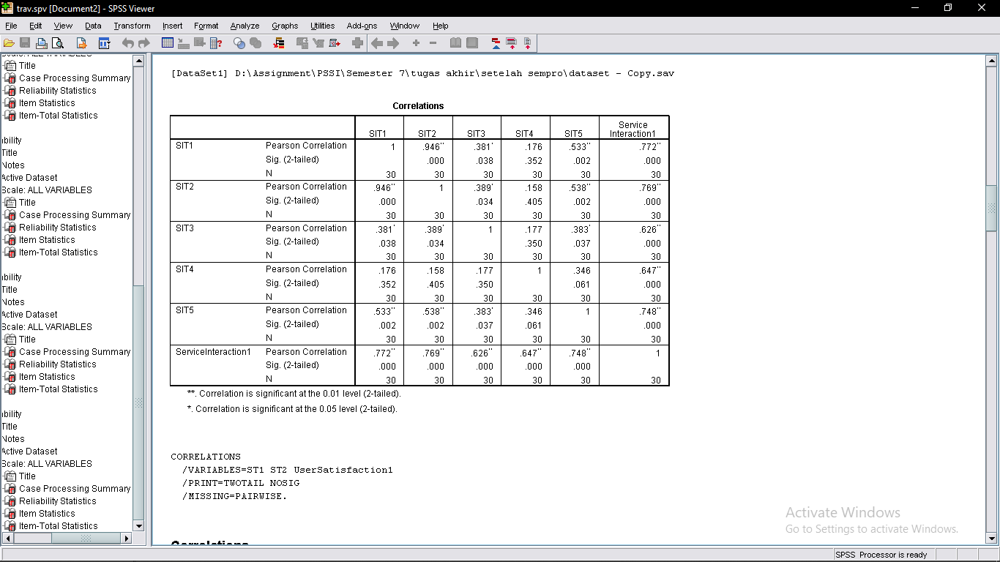 trav.spv [Document2] - SPSS Viewer
File Edit View Data Transform Insert Format Analyze Graphs Utilities Add-ons Window Help
Title
Case Processing Summary
Reliability Statistics
Item Statistics
Item-Total Statistics
bility
Title
Notes
Active Dataset
Scale: ALL VARIABLES
Title
Case Processing Summary
Reliability Statistics
Item Statistics
Item-Total Statistics
bility
Title
Notes
Active Dataset
Scale: ALL VARIABLES
Title
Case Processing Summary
Reliability Statistics
Item Statistics
Item-Total Statistics
bility
Title
Notes
Active Dataset
Scale: ALL VARIABLES
Title
Case Processing Summary
Reliability Statistics
Item Statistics
Item-Total Statistics
[DataSet1] D:\Assignment\PSSI\Semester 7\tugas akhir\setelah sempro\dataset - Copy.sav
Correlations
SIT1 SIT2 SIT3 SIT4 SIT5 Service Interaction1
SIT1 Pearson Correlation 1 .946** .381* .176 .533** .772**
Sig. (2-tailed) .000 .038 .352 .002 .000
N 30 30 30 30 30 30
SIT2 Pearson Correlation .946** 1 .389* .158 .538** .769**
Sig. (2-tailed) .000 .034 .405 .002 .000
N 30 30 30 30 30 30
SIT3 Pearson Correlation .381* .389* 1 .177 .383* .626**
Sig. (2-tailed) .038 .034 .350 .037 .000
N 30 30 30 30 30 30
SIT4 Pearson Correlation .176 .158 .177 1 .346 .647**
Sig. (2-tailed) .352 .405 .350 .061 .000
N 30 30 30 30 30 30
SIT5 Pearson Correlation .533** .538** .383* .346 1 .748**
Sig. (2-tailed) .002 .002 .037 .061 .000
N 30 30 30 30 30 30
ServiceInteraction1 Pearson Correlation .772** .769** .626** .647** .748** 1
Sig. (2-tailed) .000 .000 .000 .000 .000
N 30 30 30 30 30 30
**. Correlation is significant at the 0.01 level (2-tailed).
*. Correlation is significant at the 0.05 level (2-tailed).
CORRELATIONS
/VARIABLES=ST1 ST2 UserSatisfaction1
/PRINT=TWOTAIL NOSIG
/MISSING=PAIRWISE.
Correlations
Activate Windows
Go to Settings to activate Windows.
SPSS Processor is ready